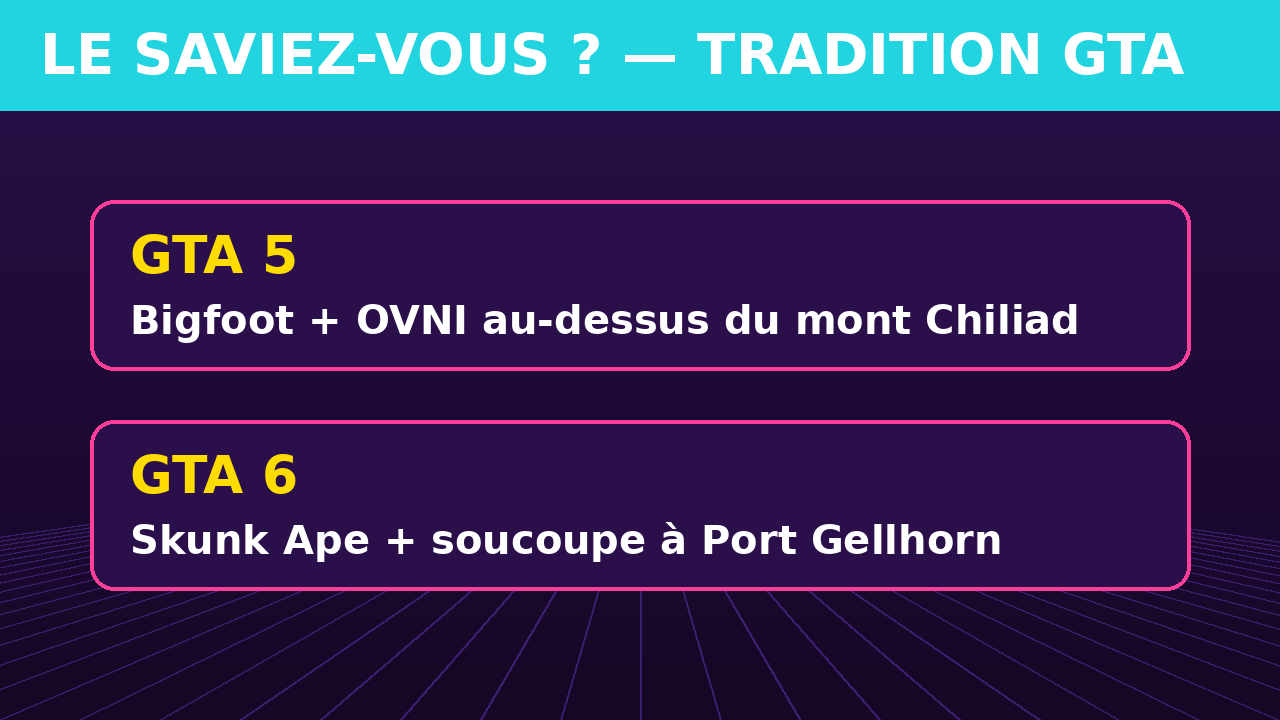 LE SAVIEZ-VOUS ? — TRADITION GTA
GTA 5
Bigfoot + OVNI au-dessus du mont Chiliad
GTA 6
Skunk Ape + soucoupe à Port Gellhorn